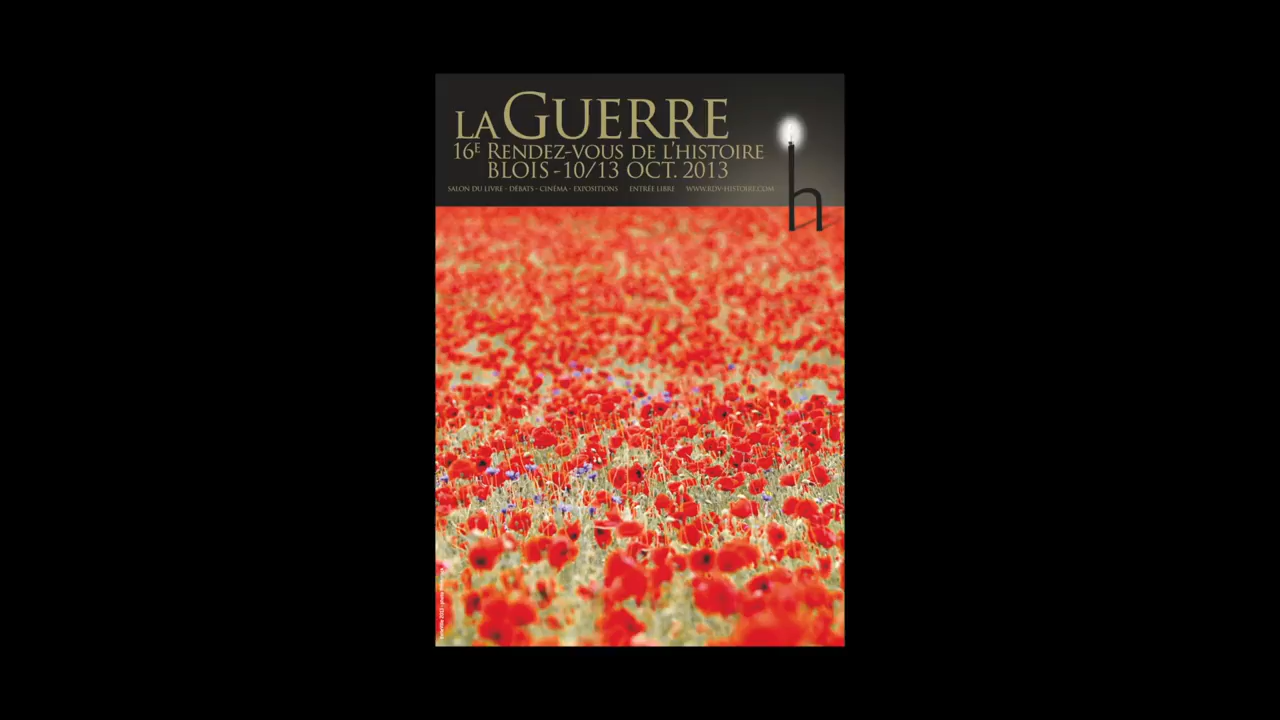 LA GUERRE
16E RENDEZ-VOUS DE L'HISTOIRE
BLOIS - 10/13 OCT. 2013
SALON DU LIVRE - DÉBATS - CINÉMA - EXPOSITIONS ENTRÉE LIBRE WWW.RDV-HISTOIRE.COM
h